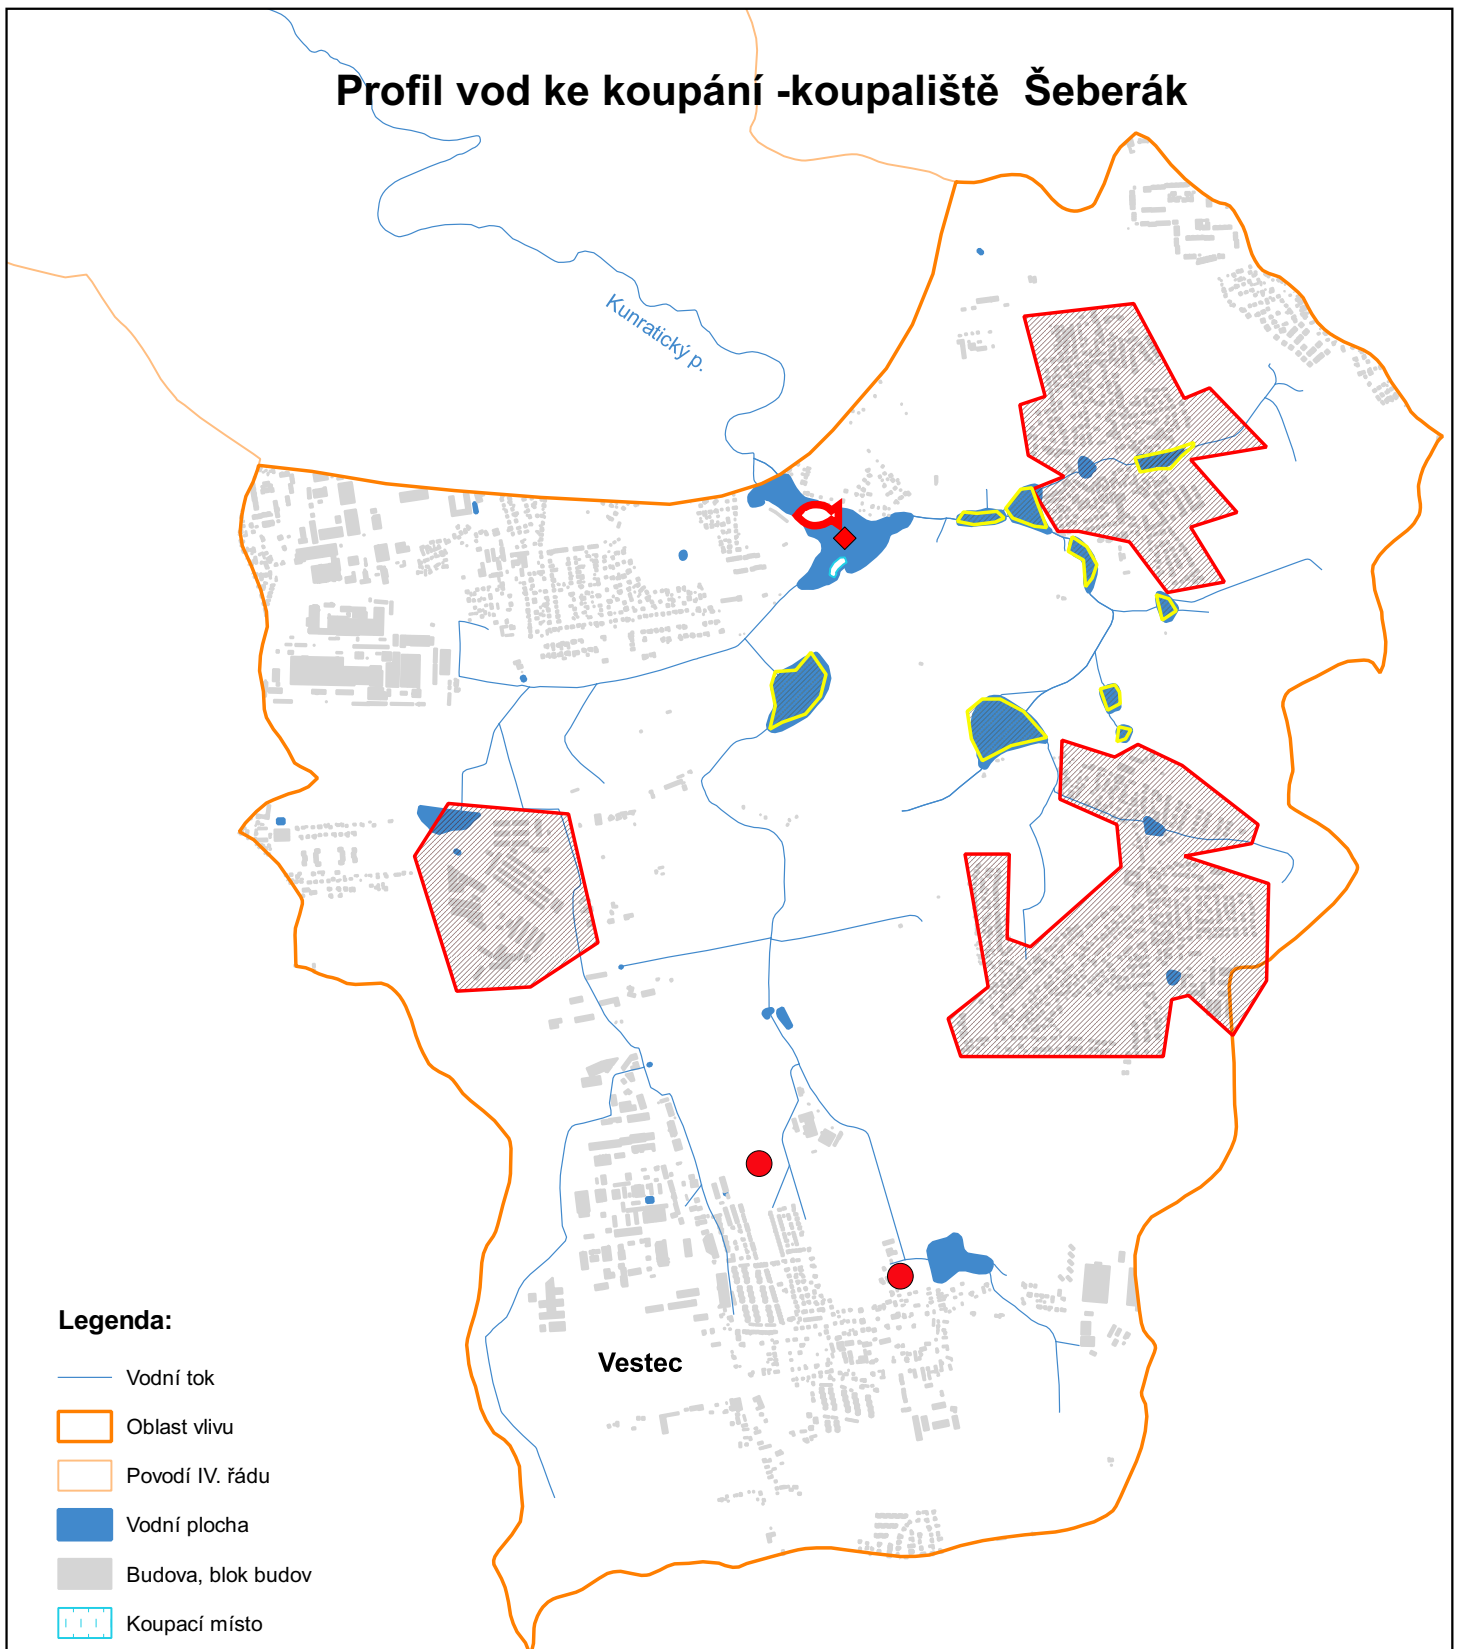 Profil vod ke koupání -koupaliště  Šeberák
Kunratický p.
Vestec
Legenda:
Vodní tok
Oblast vlivu
Povodí IV. řádu
Vodní plocha
Budova, blok budov
Koupací místo